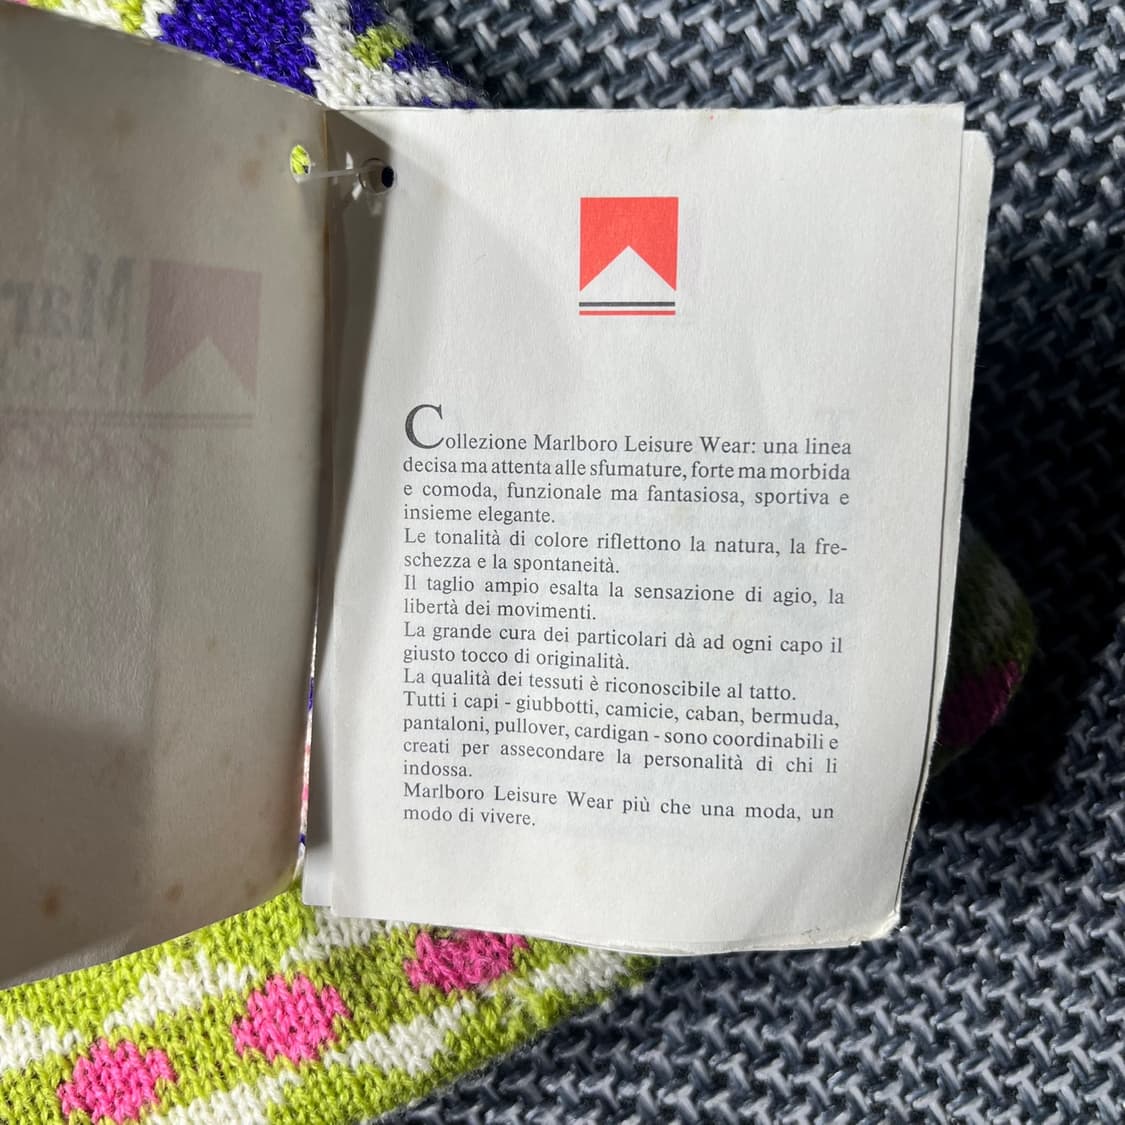 Collezione Marlboro Leisure Wear: una linea
decisa ma attenta alle sfumature, forte ma morbida
e comoda, funzionale ma fantasiosa, sportiva e
insieme elegante.
Le tonalità di colore riflettono la natura, la fre-
schezza e la spontaneità.
Il taglio ampio esalta la sensazione di agio, la
libertà dei movimenti.
La grande cura dei particolari dà ad ogni capo il
giusto tocco di originalità.
La qualità dei tessuti è riconoscibile al tatto.
Tutti i capi - giubbotti, camicie, caban, bermuda,
pantaloni, pullover, cardigan - sono coordinabili e
creati per assecondare la personalità di chi li
indossa.
Marlboro Leisure Wear più che una moda, un
modo di vivere.